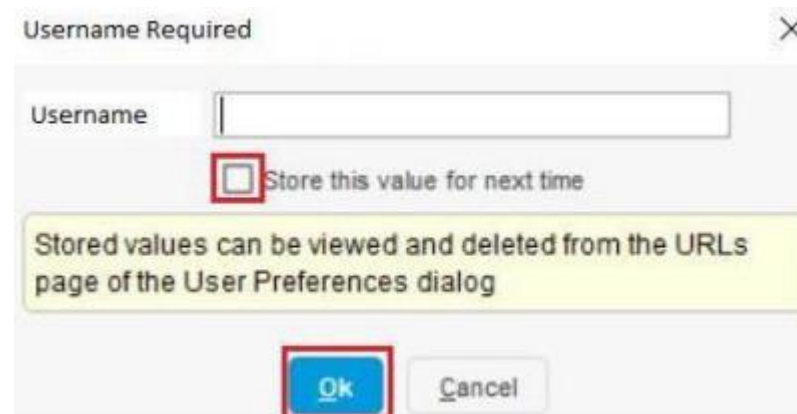 Username Required
Username
Store this value for next time
Stored values can be viewed and deleted from the URLs
page of the User Preferences dialog
Ok
Cancel